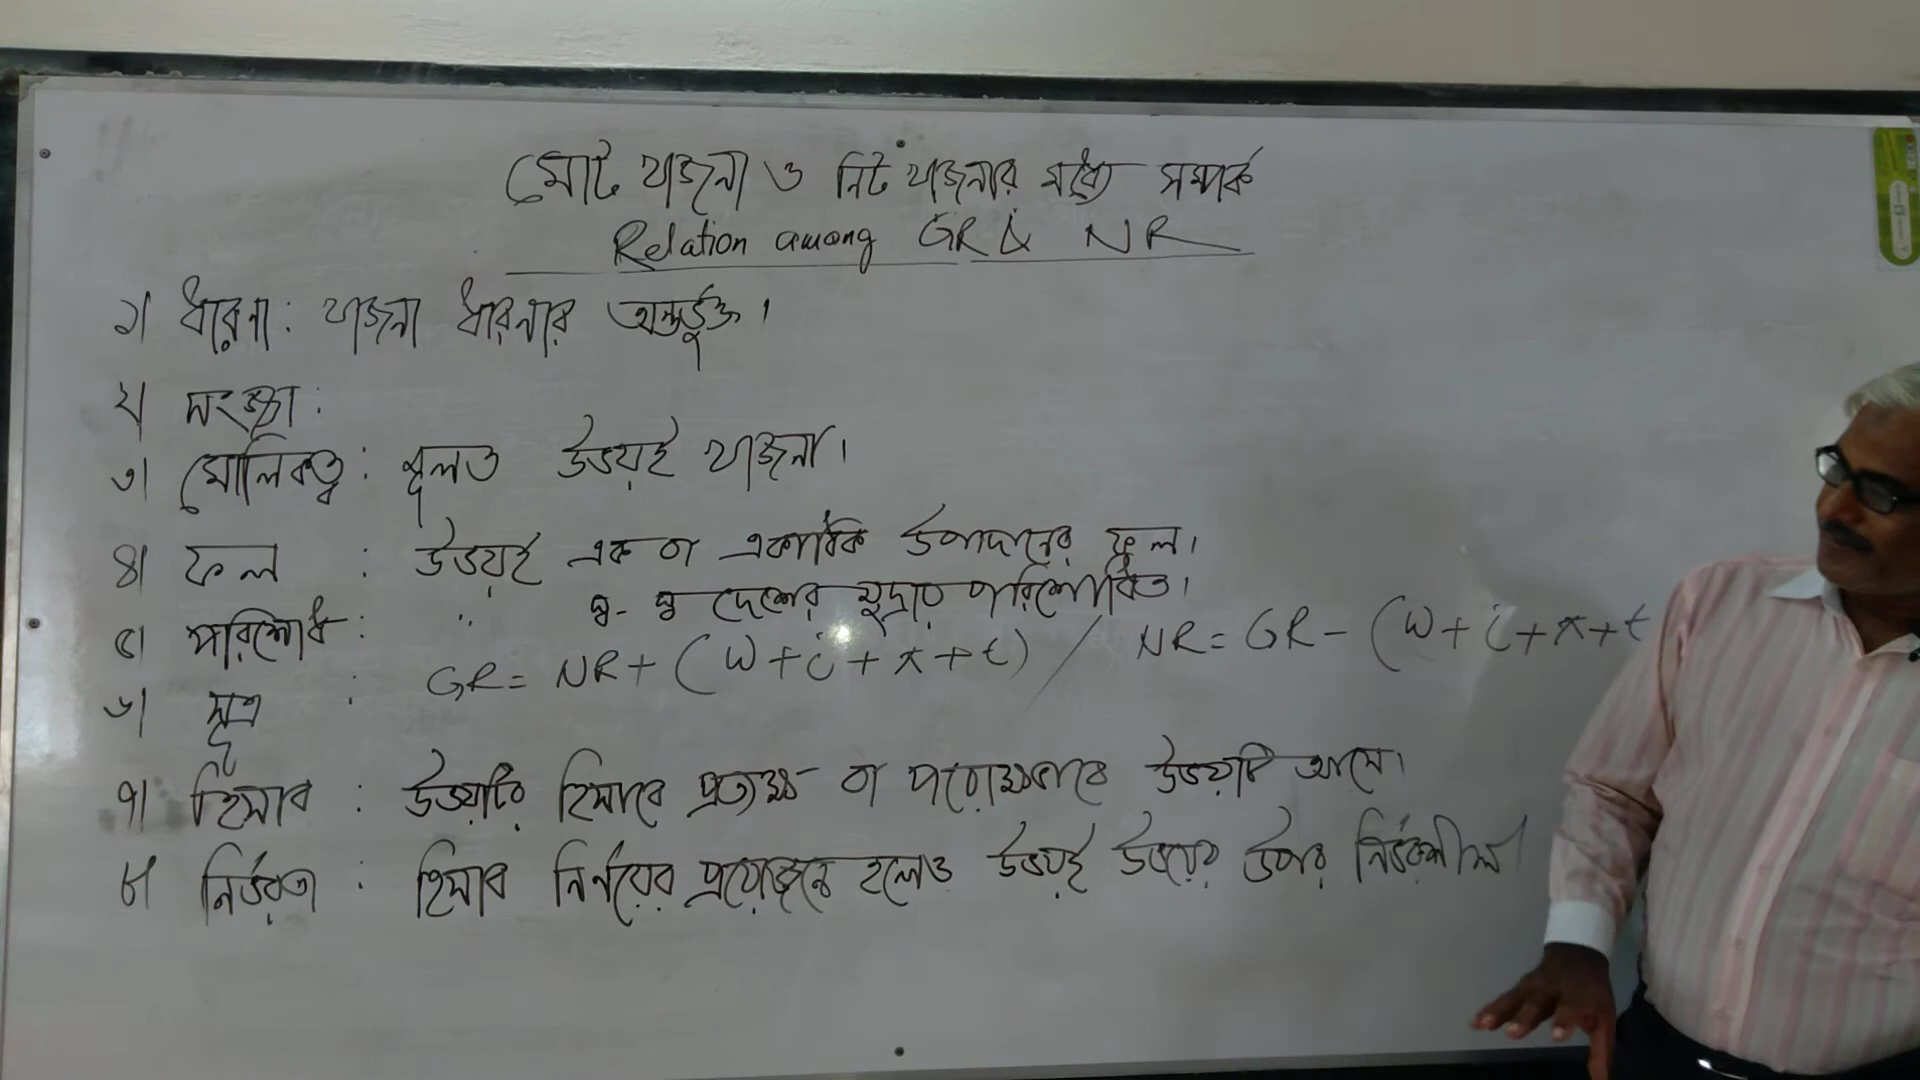 মোট খাজনা ও নিট খাজনার মধ্যে সম্পর্ক
Relation among GR & NR
১। ধারণা: খাজনা ধারনার অন্তর্ভুক্ত।
২। সংজ্ঞা:
৩। মৌলিকত্ব: মূলত উভয়ই খাজনা।
৪। ফল : উভয়ই এক বা একাধিক উপাদানের ফল।
৫। পরিশোধ: " স্ব-স্ব দেশের মুদ্রায় পরিশোধিত।
৬। সূত্র : GR = NR + (W + i + π + t) / NR = GR - (W + i + π + t
৭। হিসাব : উভয়টির হিসাবে প্রত্যক্ষ বা পরোক্ষভাবে উভয়টি আসে।
৮। নির্ভরতা : হিসাব নির্ণয়ের প্রয়োজনে হলেও উভয়ই উভয়ের উপর নির্ভরশীল।